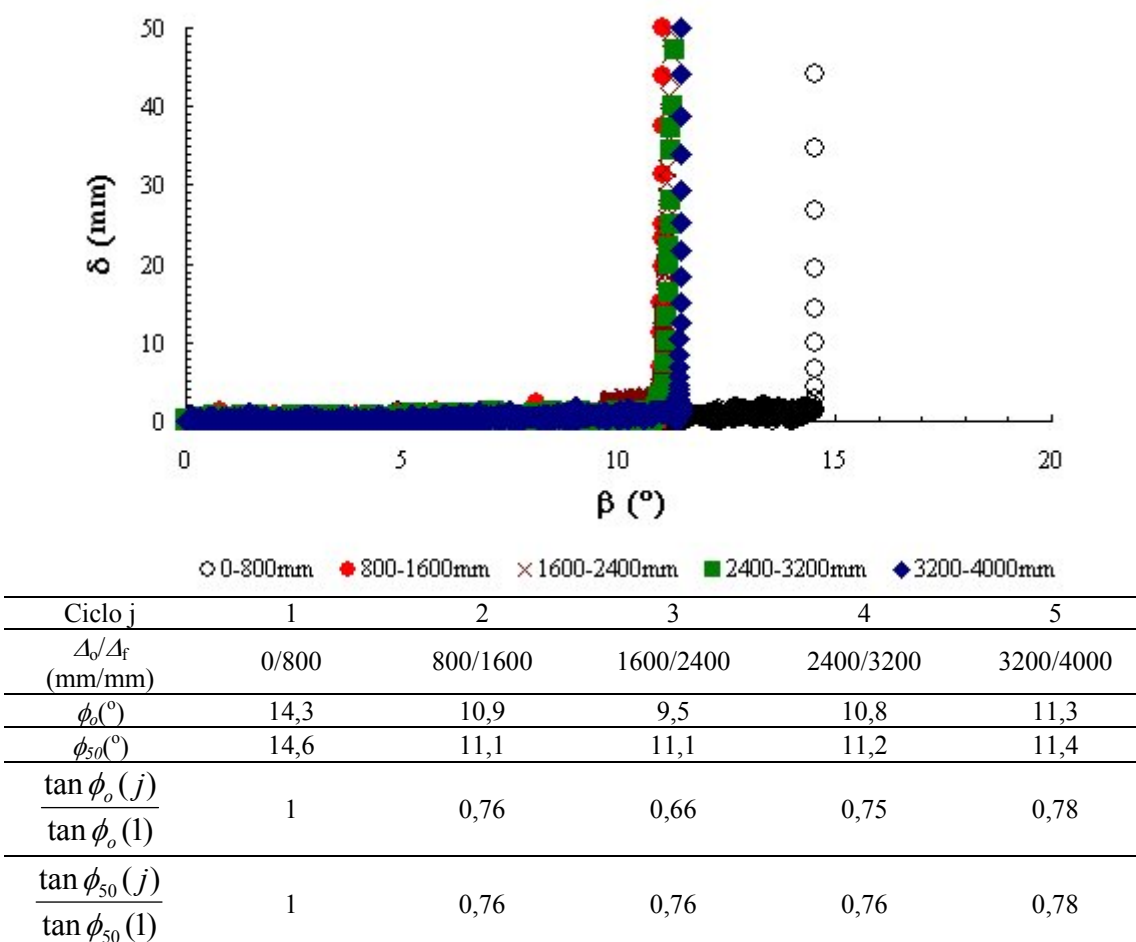 50
40
30
20
10
0
δ (mm)
0 5 10 15 20
β (º)
0-800mm 800-1600mm 1600-2400mm 2400-3200mm 3200-4000mm
Ciclo j 1 2 3 4 5
Δo/Δf (mm/mm) 0/800 800/1600 1600/2400 2400/3200 3200/4000
ϕo(º) 14,3 10,9 9,5 10,8 11,3
ϕ50(º) 14,6 11,1 11,1 11,2 11,4
tan ϕo(j) / tan ϕo(1) 1 0,76 0,66 0,75 0,78
tan ϕ50(j) / tan ϕ50(1) 1 0,76 0,76 0,76 0,78